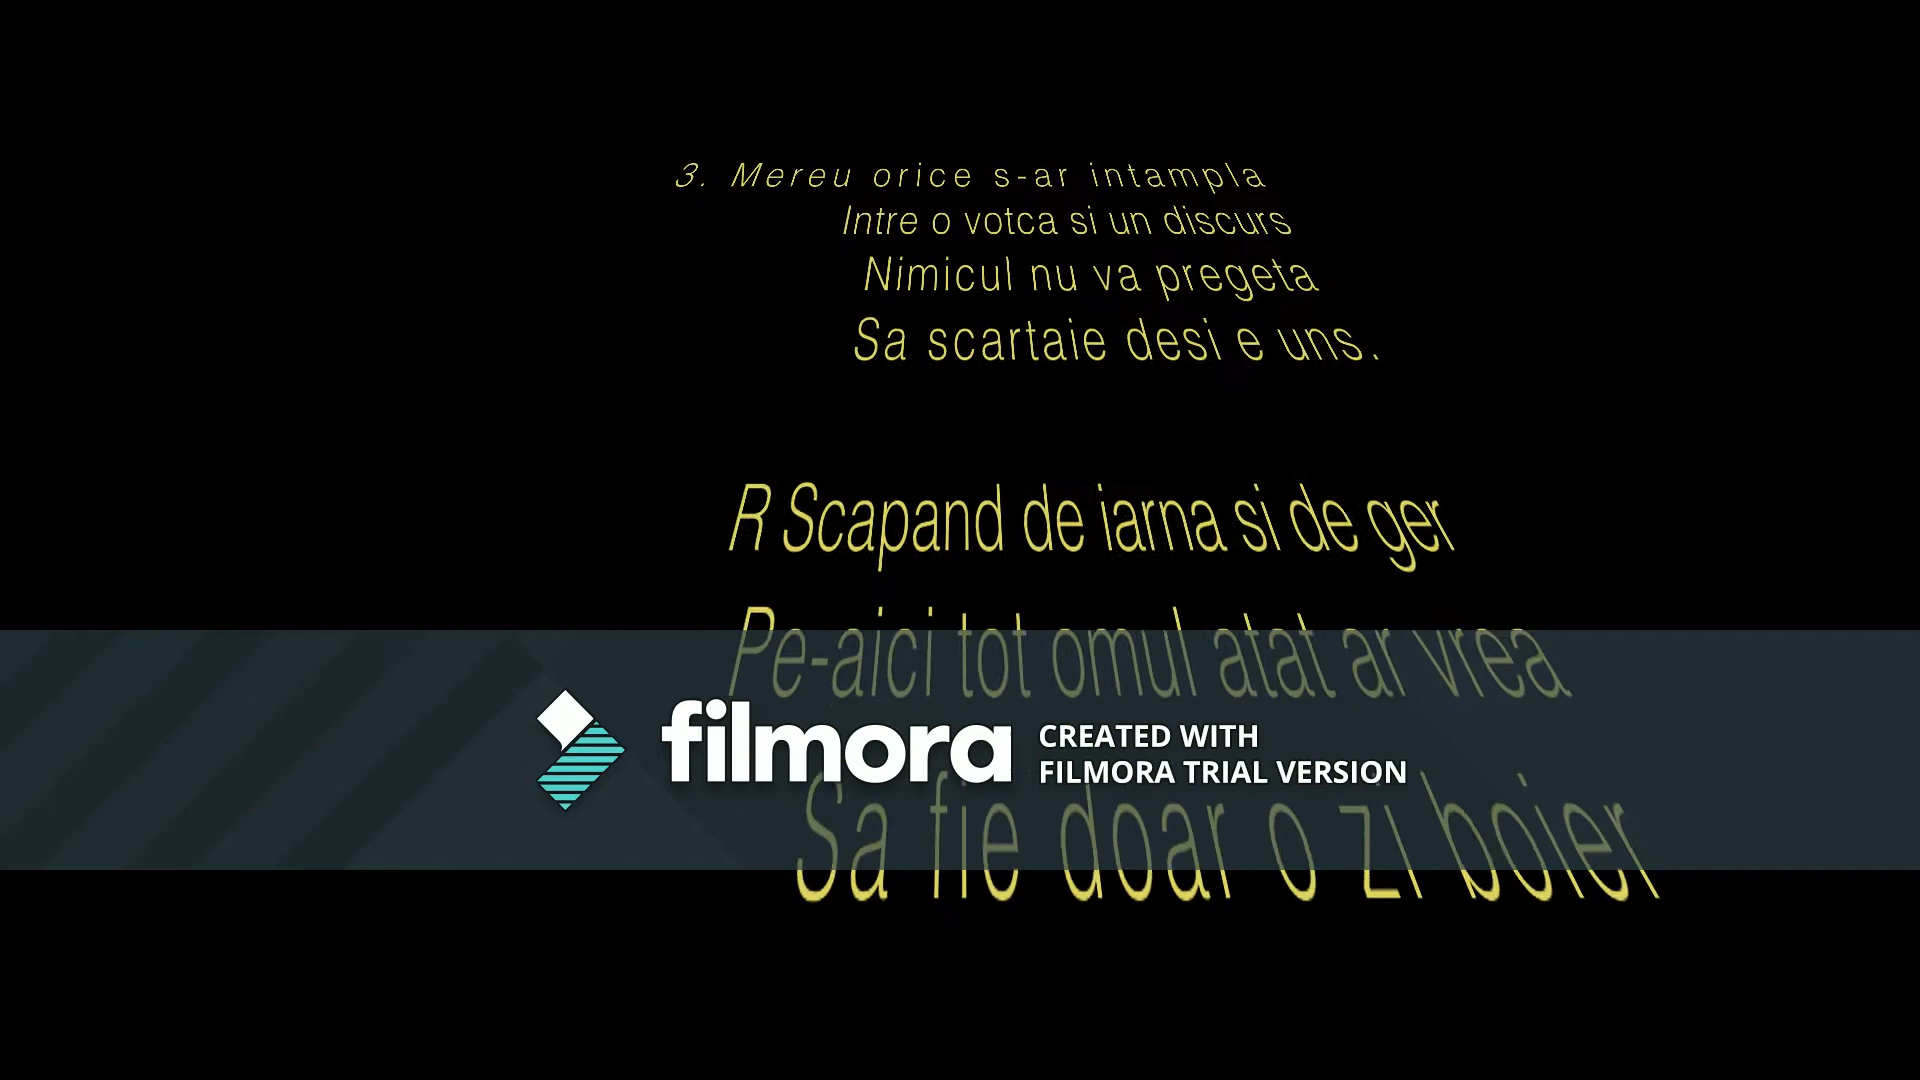 3. Mereu orice s-ar intampla
Intre o votca si un discurs
Nimicul nu va pregeta
Sa scartaie desi e uns.
R Scapand de iarna si de ger
Pe-aici tot omul atat ar vrea
filmora
CREATED WITH
FILMORA TRIAL VERSION
Sa fie doar o zi boier